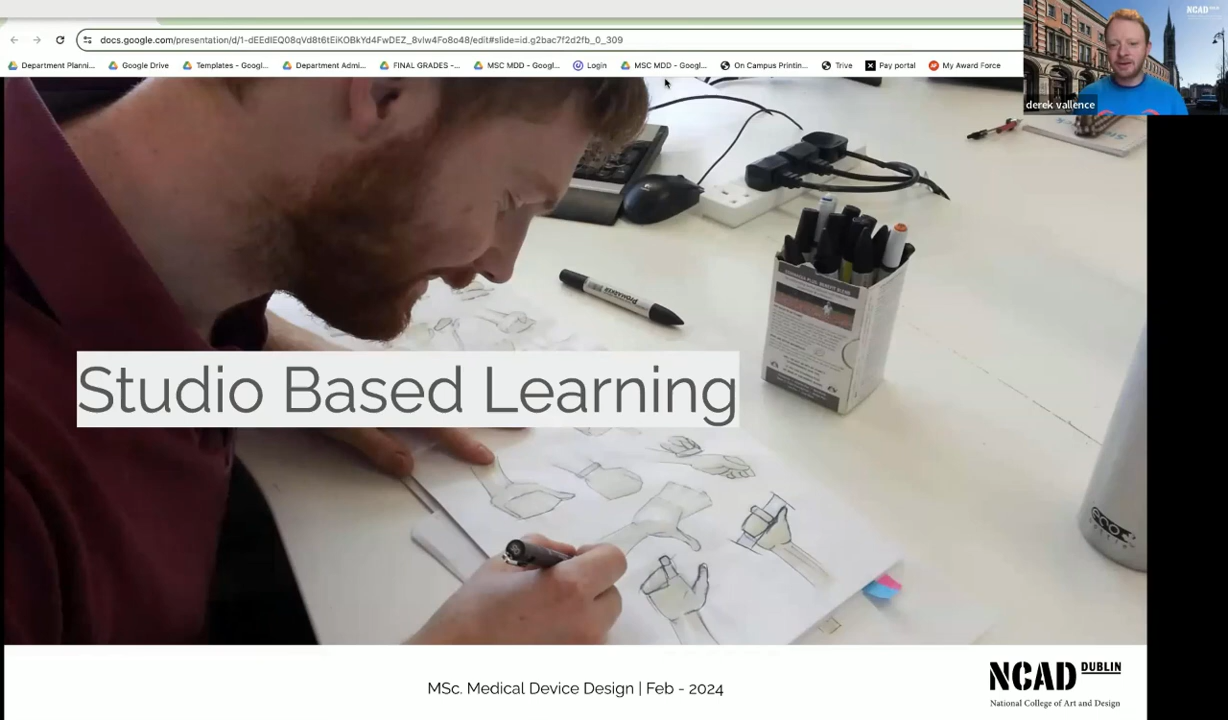 docs.google.com/presentation/d/1-dEEdIEQ08qVd8t6tEiKOBkYd4FwDEZ_8vlw4Fo8o48/edit#slide=id.g2bac7f2d2fb_0_309
Department Planni... Google Drive Templates - Googl... Department Admi... FINAL GRADES -... MSC MDD - Googl... Login MSC MDD - Googl... On Campus Printin... Trive Pay portal My Award Force
NCAD
derek vallence
PROMARKER
Studio Based Learning
MSc. Medical Device Design | Feb - 2024
NCAD DUBLIN
National College of Art and Design